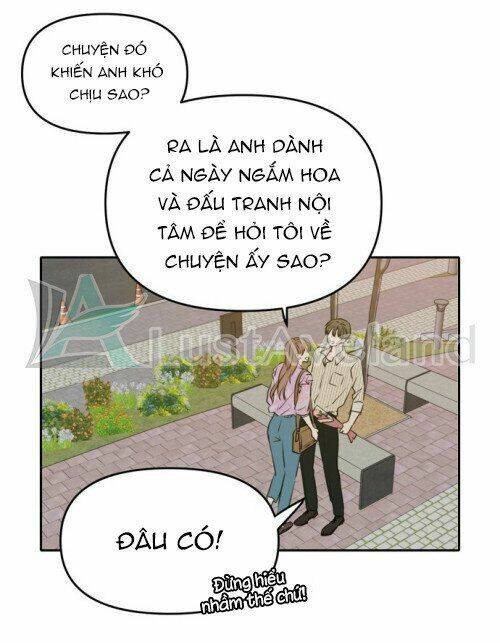 CHUYỆN ĐÓ
KHIẾN ANH KHÓ
CHỊU SAO?
RA LÀ ANH DÀNH
CẢ NGÀY NGẮM HOA
VÀ ĐẤU TRANH NỘI
TÂM ĐỂ HỎI TÔI VỀ
CHUYỆN ẤY SAO?
ĐÂU CÓ!
Đừng hiểu
nhầm thế chứ!